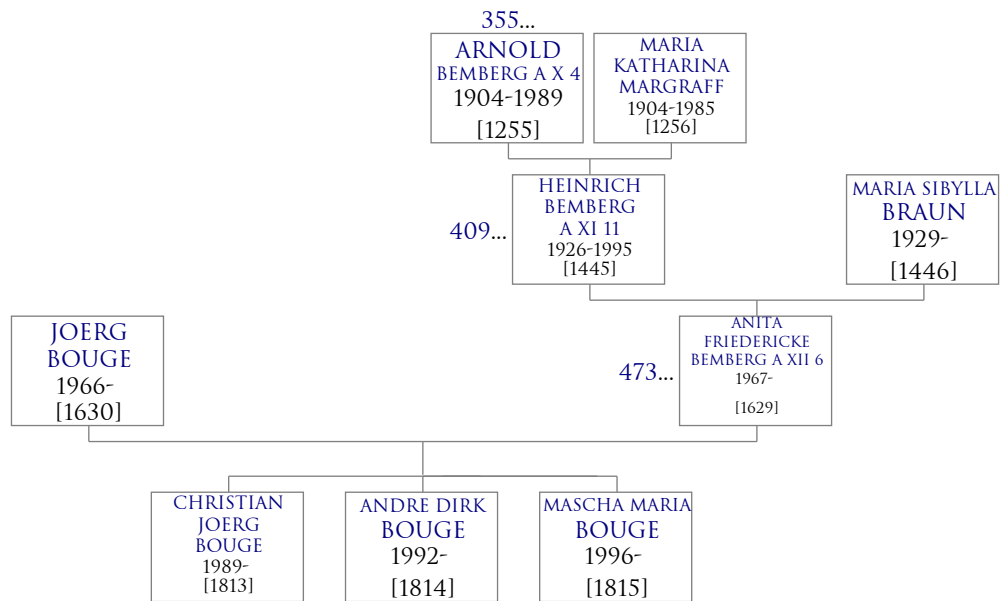 355...
ARNOLD
BEMBERG A X 4
1904-1989
[1255]
MARIA
KATHARINA
MARGRAFF
1904-1985
[1256]
409...
HEINRICH
BEMBERG
A XI 11
1926-1995
[1445]
MARIA SIBYLLA
BRAUN
1929-
[1446]
JOERG
BOUGE
1966-
[1630]
473...
ANITA
FRIEDERICKE
BEMBERG A XII 6
1967-
[1629]
CHRISTIAN
JOERG
BOUGE
1989-
[1813]
ANDRE DIRK
BOUGE
1992-
[1814]
MASCHA MARIA
BOUGE
1996-
[1815]